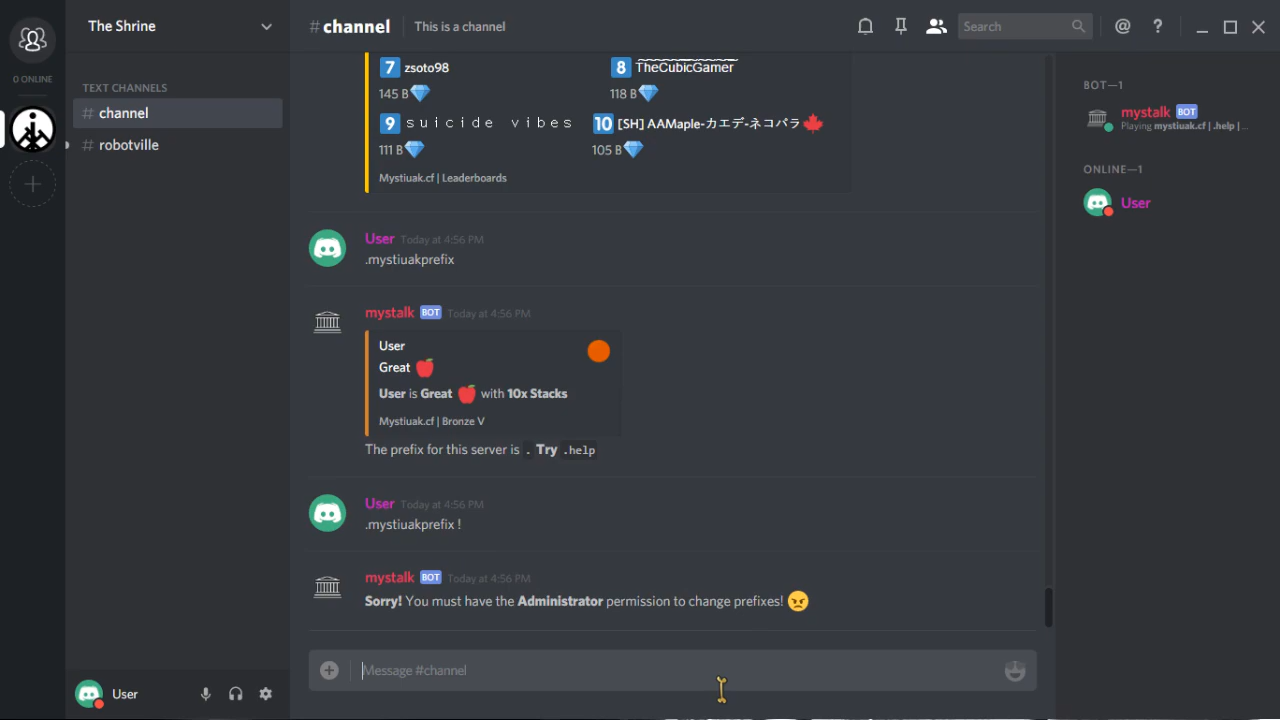 The Shrine
0 ONLINE
TEXT CHANNELS
# channel
# robotville
User
# channel
This is a channel
Search
7 zsoto98
145 B💎
8 TheCubicGamer
118 B💎
9 s u i c i d e   v i b e s
111 B💎
10 [SH] AAMaple-カエデ-ネコパラ🍁
105 B💎
Mystiuak.cf | Leaderboards
User Today at 4:56 PM
.mystiuakprefix
mystalk BOT Today at 4:56 PM
User
Great 🍎
User is Great 🍎 with 10x Stacks
Mystiuak.cf | Bronze V
The prefix for this server is . Try .help
User Today at 4:56 PM
.mystiuakprefix !
mystalk BOT Today at 4:56 PM
Sorry! You must have the Administrator permission to change prefixes! 😠
Message #channel
BOT—1
mystalk BOT
Playing mystiuak.cf | .help | ...
ONLINE—1
User